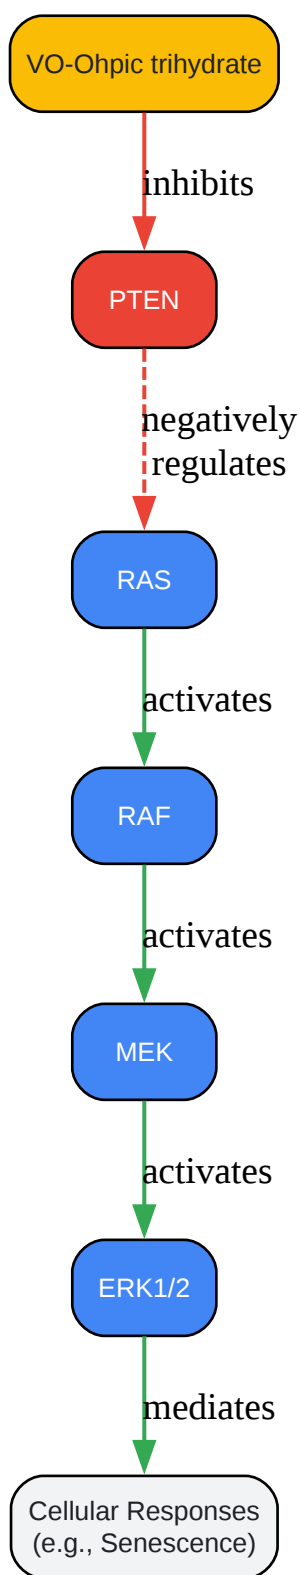 VO-Ohpic trihydrate
inhibits
PTEN
negatively
regulates
RAS
activates
RAF
activates
MEK
activates
ERK1/2
mediates
Cellular Responses
(e.g., Senescence)